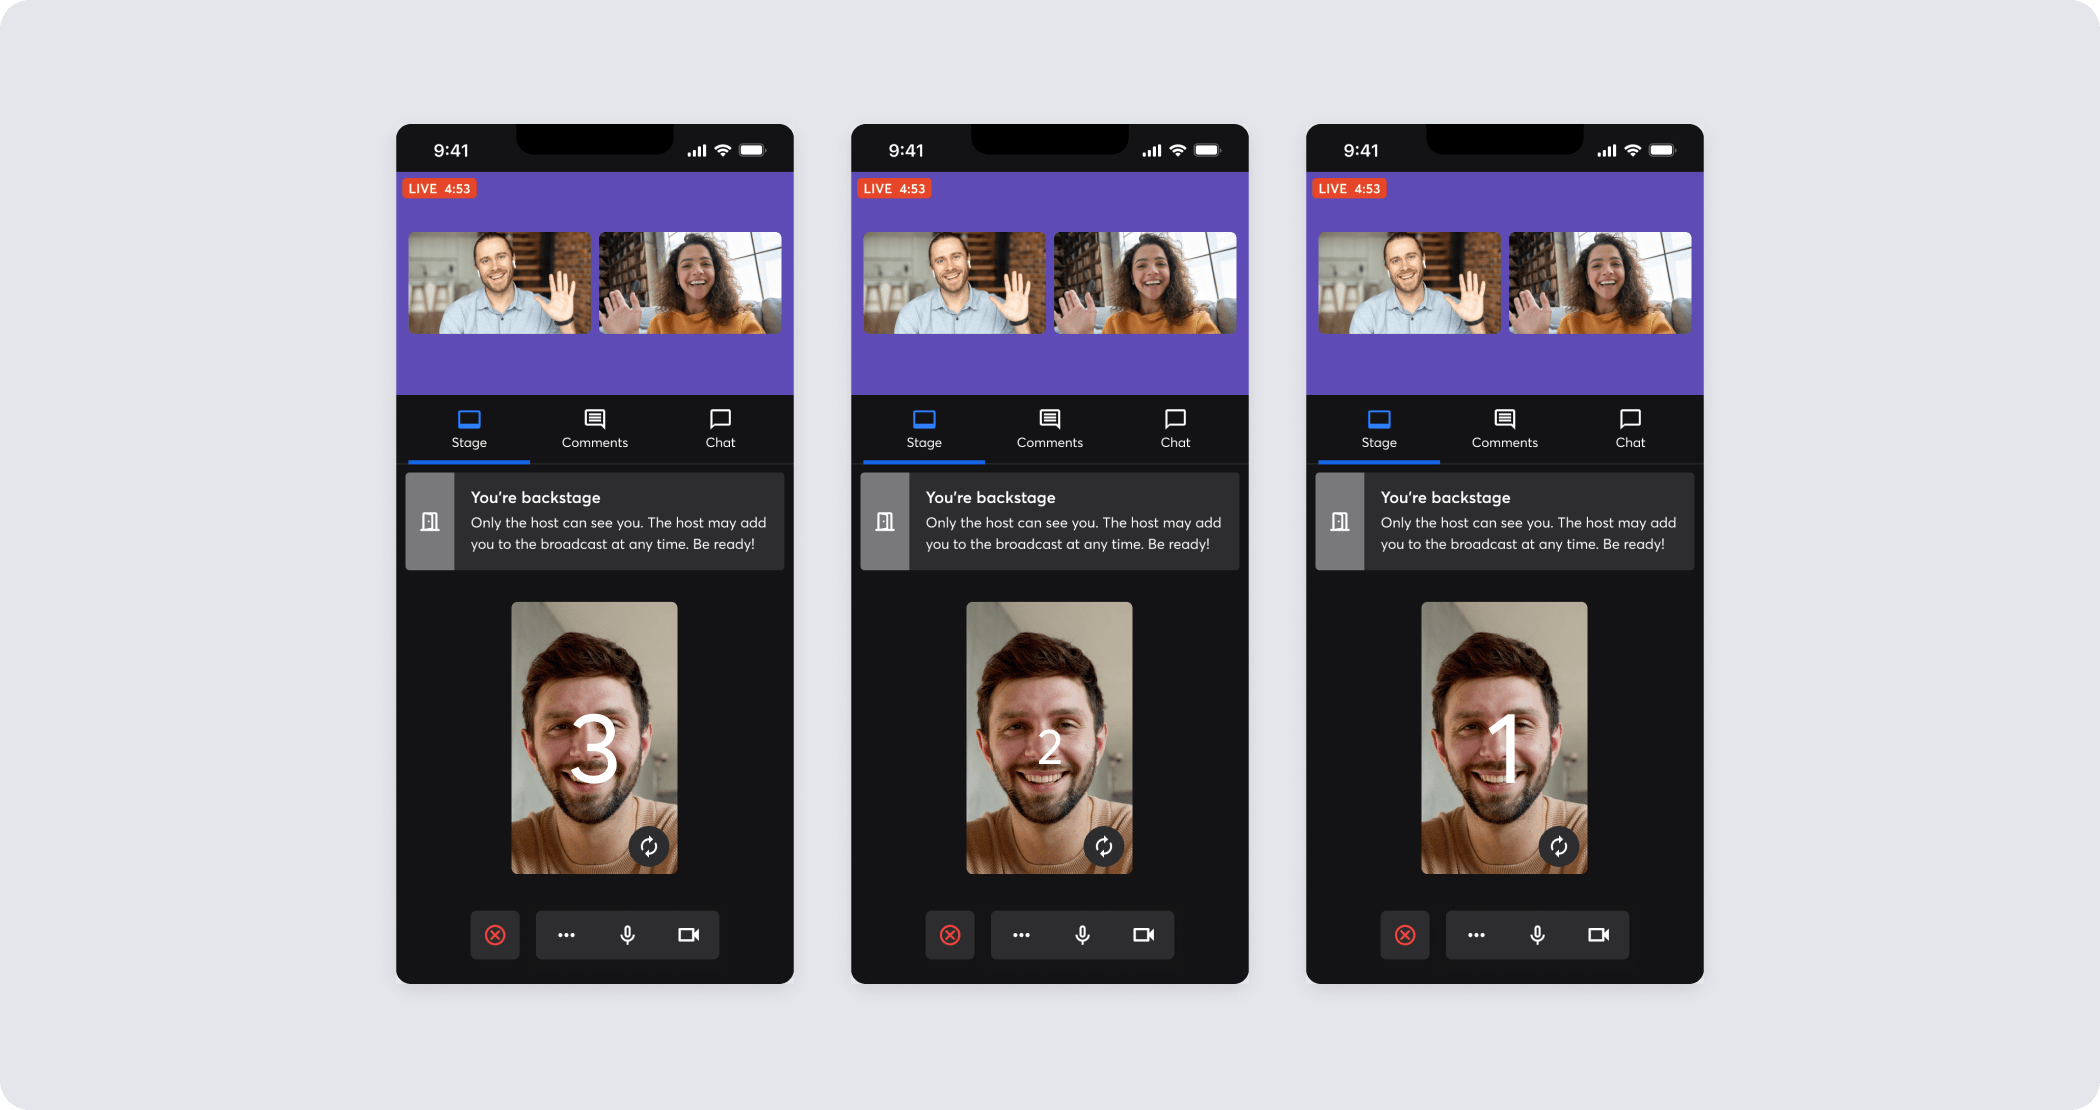 9:41
LIVE 4:53
Stage
Comments
Chat
You're backstage
Only the host can see you. The host may add
you to the broadcast at any time. Be ready!
3
9:41
LIVE 4:53
Stage
Comments
Chat
You're backstage
Only the host can see you. The host may add
you to the broadcast at any time. Be ready!
2
9:41
LIVE 4:53
Stage
Comments
Chat
You're backstage
Only the host can see you. The host may add
you to the broadcast at any time. Be ready!
1